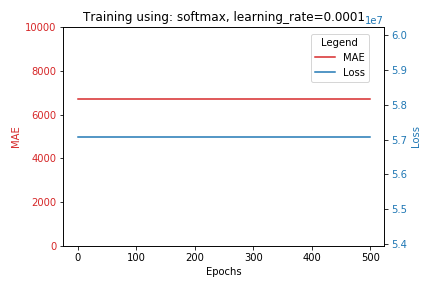 Training using: softmax, learning_rate=0.0001
1e7
Legend
MAE
Loss
10000
8000
6000
4000
2000
0
MAE
6.0
5.9
5.8
5.7
5.6
5.5
5.4
Loss
0 100 200 300 400 500
Epochs